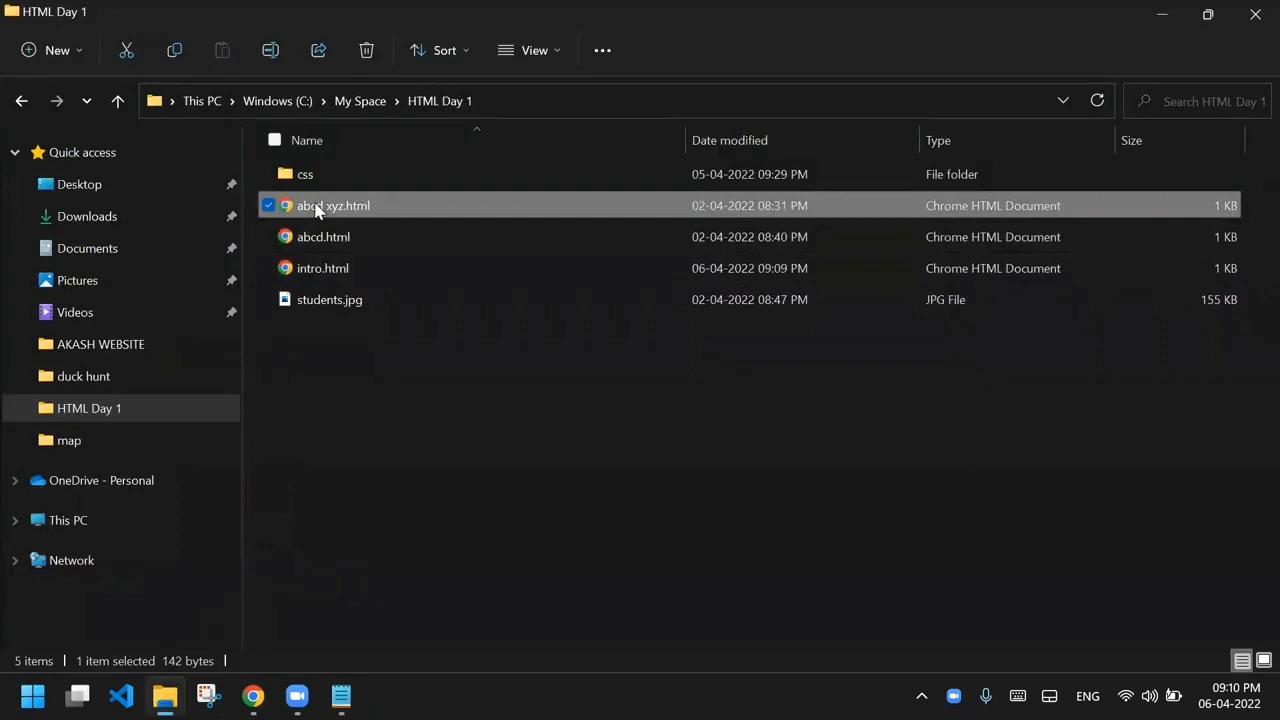 HTML Day 1
New Sort View
This PC Windows (C:) My Space HTML Day 1 Search HTML Day 1
Name Date modified Type Size
Quick access
Desktop
Downloads
Documents
Pictures
Videos
AKASH WEBSITE
duck hunt
HTML Day 1
map
OneDrive - Personal
This PC
Network
css 05-04-2022 09:29 PM File folder
abcd xyz.html 02-04-2022 08:31 PM Chrome HTML Document 1 KB
abcd.html 02-04-2022 08:40 PM Chrome HTML Document 1 KB
intro.html 06-04-2022 09:09 PM Chrome HTML Document 1 KB
students.jpg 02-04-2022 08:47 PM JPG File 155 KB
5 items 1 item selected 142 bytes
ENG
09:10 PM
06-04-2022